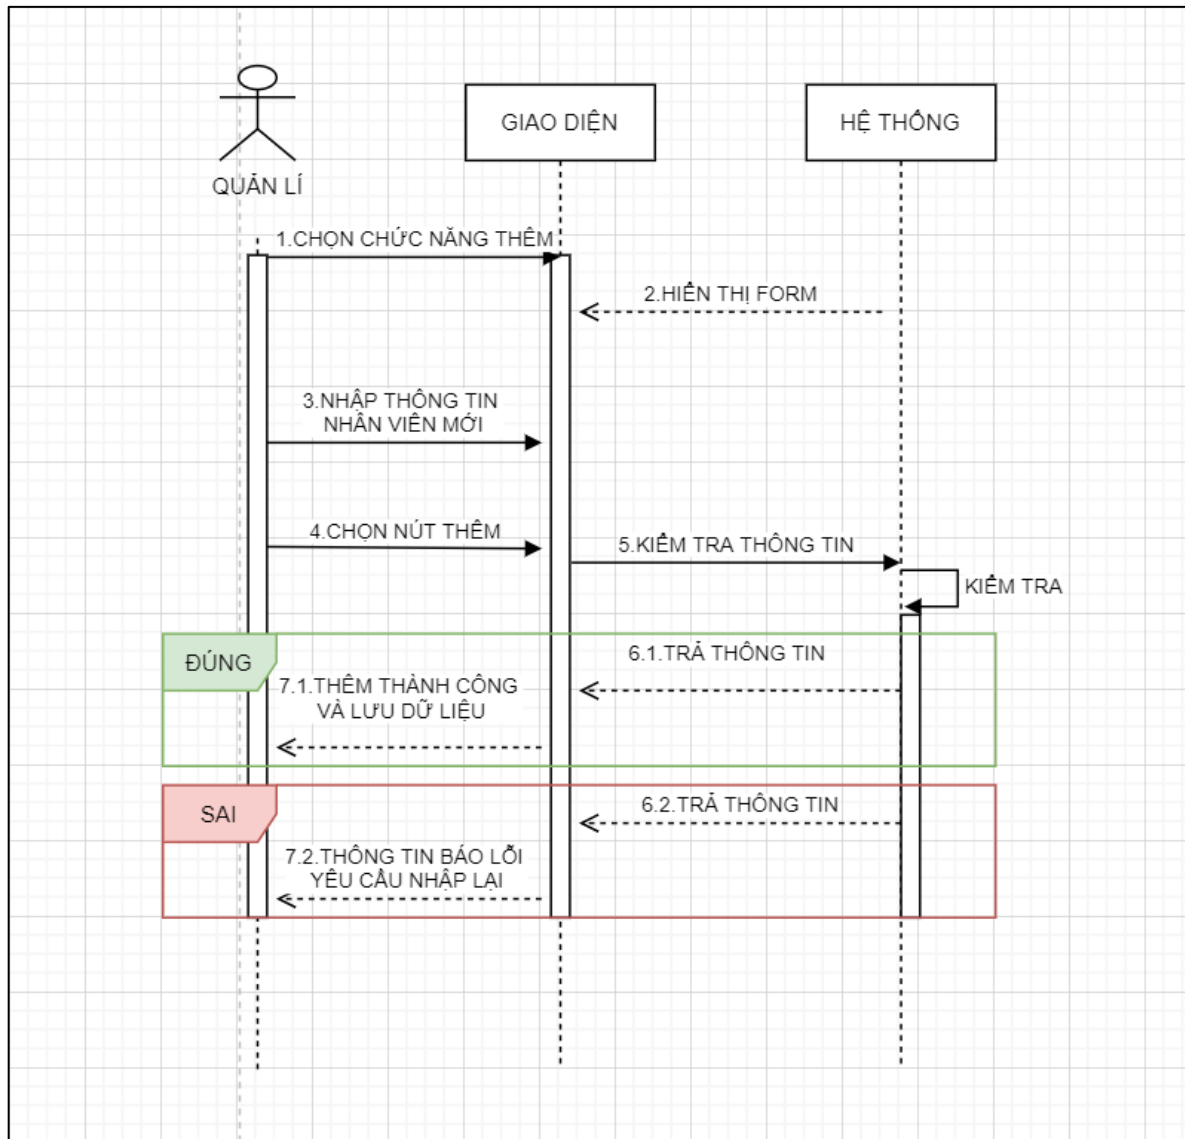 GIAO DIỆN
HỆ THỐNG
QUẢN LÍ
1.CHỌN CHỨC NĂNG THÊM
2.HIỂN THỊ FORM
3.NHẬP THÔNG TIN
NHÂN VIÊN MỚI
4.CHỌN NÚT THÊM
5.KIỂM TRA THÔNG TIN
KIỂM TRA
ĐÚNG
6.1.TRẢ THÔNG TIN
7.1.THÊM THÀNH CÔNG
VÀ LƯU DỮ LIỆU
SAI
6.2.TRẢ THÔNG TIN
7.2.THÔNG TIN BÁO LỖI
YÊU CẦU NHẬP LẠI